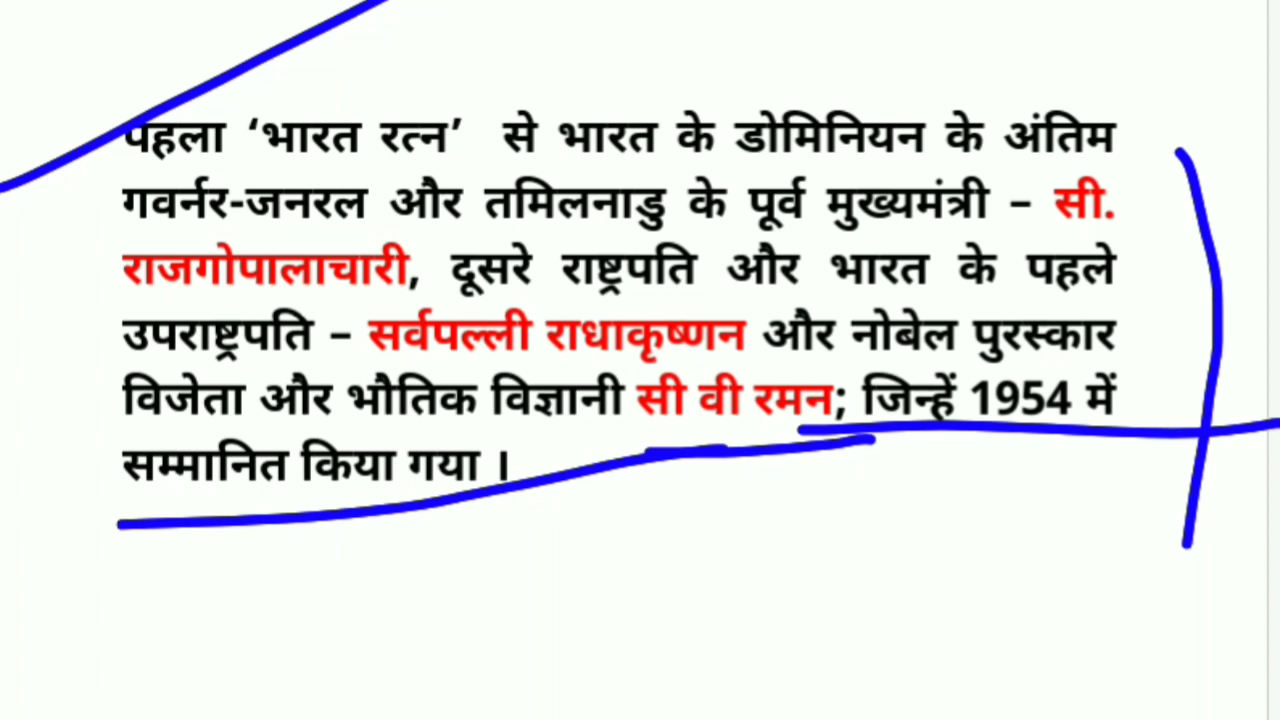 पहला ‘भारत रत्न’ से भारत के डोमिनियन के अंतिम
गवर्नर-जनरल और तमिलनाडु के पूर्व मुख्यमंत्री – सी.
राजगोपालाचारी, दूसरे राष्ट्रपति और भारत के पहले
उपराष्ट्रपति – सर्वपल्ली राधाकृष्णन और नोबेल पुरस्कार
विजेता और भौतिक विज्ञानी सी वी रमन; जिन्हें 1954 में
सम्मानित किया गया ।